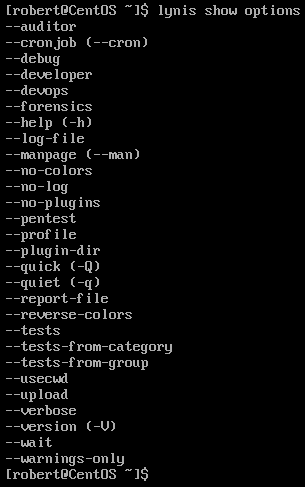 [robert@CentOS ~]$ lynis show options
--auditor
--cronjob (--cron)
--debug
--developer
--devops
--forensics
--help (-h)
--log-file
--manpage (--man)
--no-colors
--no-log
--no-plugins
--pentest
--profile
--plugin-dir
--quick (-Q)
--quiet (-q)
--report-file
--reverse-colors
--tests
--tests-from-category
--tests-from-group
--usecwd
--upload
--verbose
--version (-V)
--wait
--warnings-only
[robert@CentOS ~]$